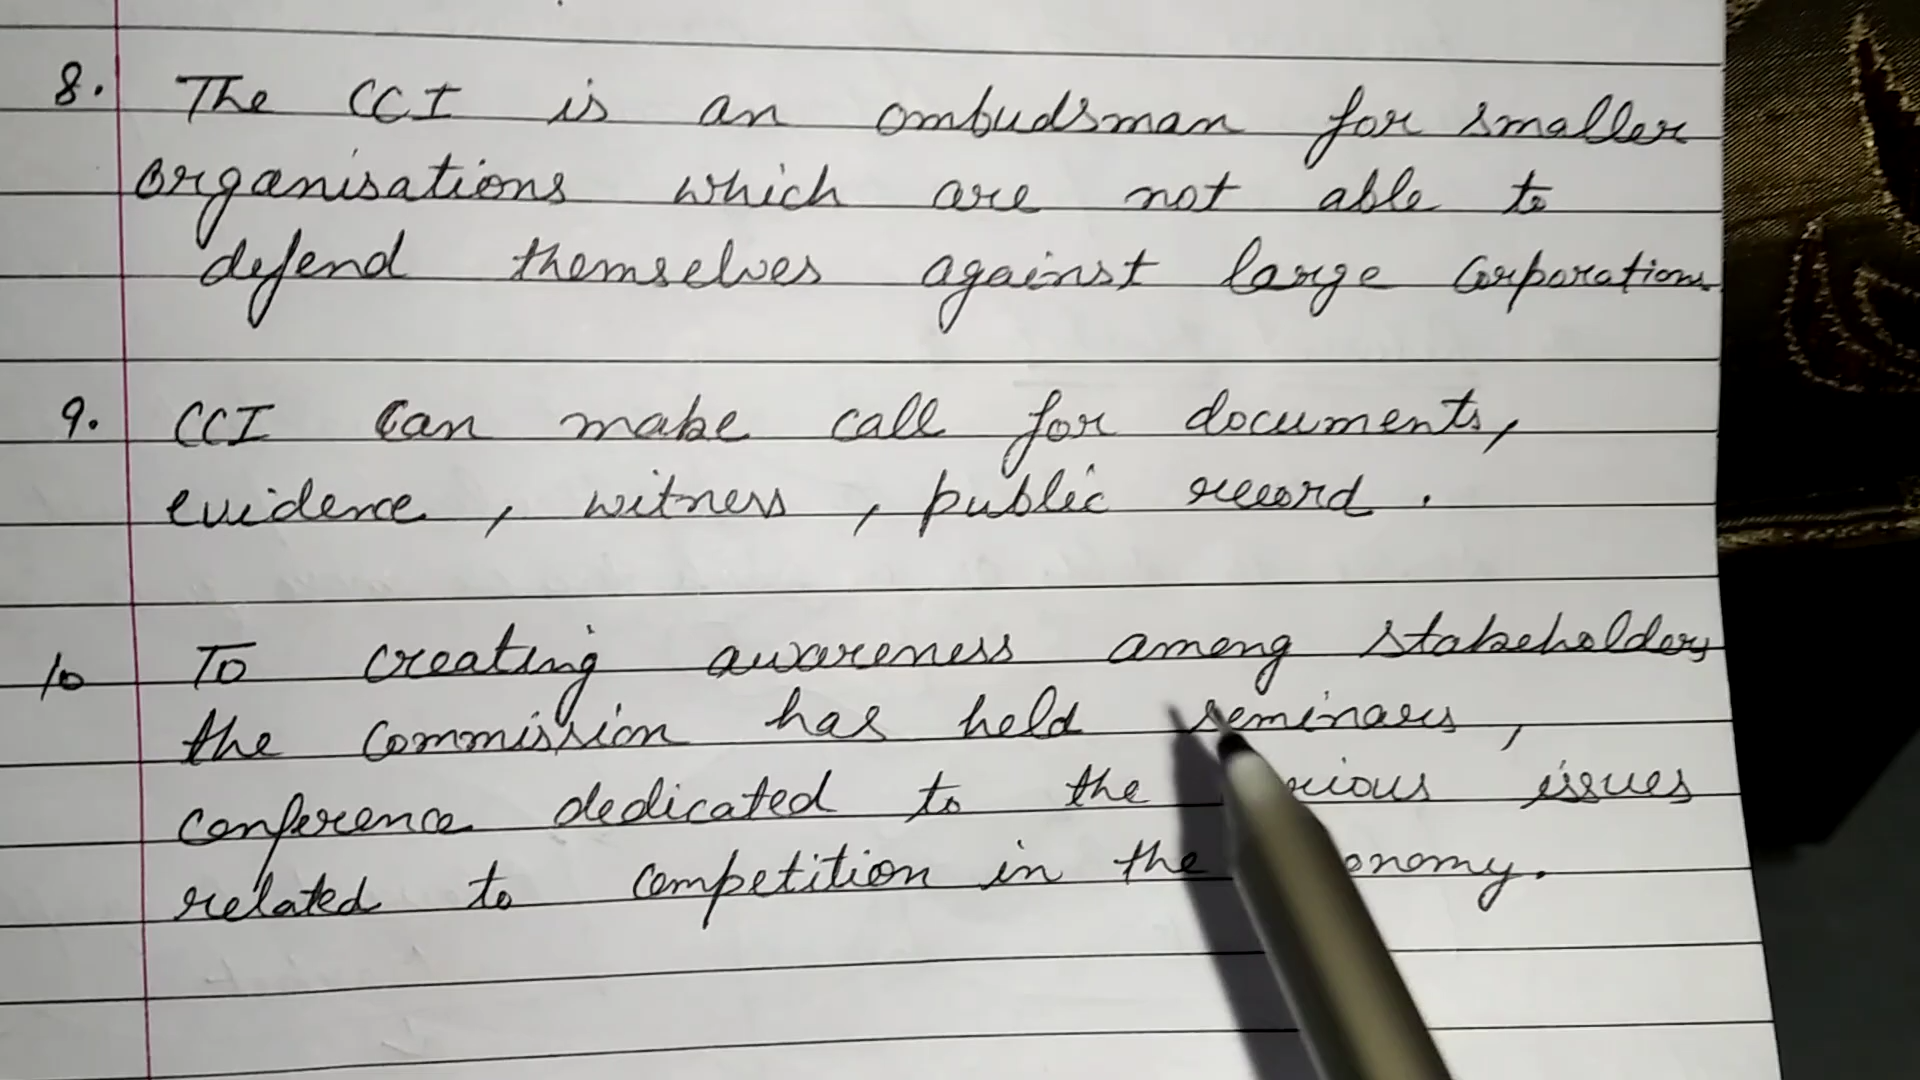 8. The CCI is an ombudsman for smaller
organisations which are not able to
defend themselves against large Corporations.
9. CCI Can make call for documents,
evidence, witness, public record.
10 To creating awareness among stakeholders
the Commission has held seminars,
conference dedicated to the issues
related to Competition in the